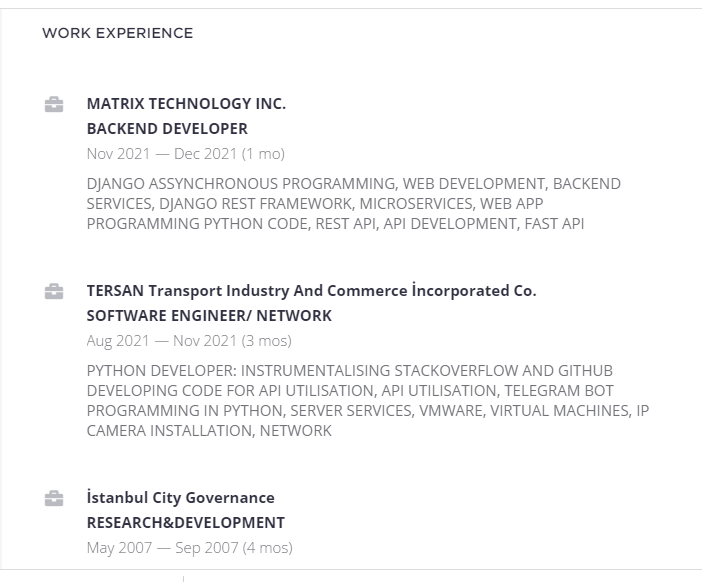 WORK EXPERIENCE
MATRIX TECHNOLOGY INC.
BACKEND DEVELOPER
Nov 2021 — Dec 2021 (1 mo)
DJANGO ASSYNCHRONOUS PROGRAMMING, WEB DEVELOPMENT, BACKEND
SERVICES, DJANGO REST FRAMEWORK, MICROSERVICES, WEB APP
PROGRAMMING PYTHON CODE, REST API, API DEVELOPMENT, FAST API
TERSAN Transport Industry And Commerce İncorporated Co.
SOFTWARE ENGINEER/ NETWORK
Aug 2021 — Nov 2021 (3 mos)
PYTHON DEVELOPER: INSTRUMENTALISING STACKOVERFLOW AND GITHUB
DEVELOPING CODE FOR API UTILISATION, API UTILISATION, TELEGRAM BOT
PROGRAMMING IN PYTHON, SERVER SERVICES, VMWARE, VIRTUAL MACHINES, IP
CAMERA INSTALLATION, NETWORK
İstanbul City Governance
RESEARCH&DEVELOPMENT
May 2007 — Sep 2007 (4 mos)